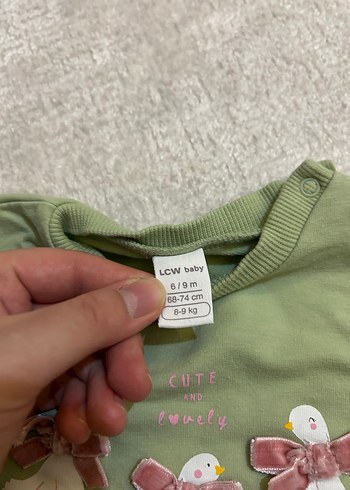 LCW baby
6 / 9 m
68-74 cm
8-9 kg
CUTE
AND
lovely